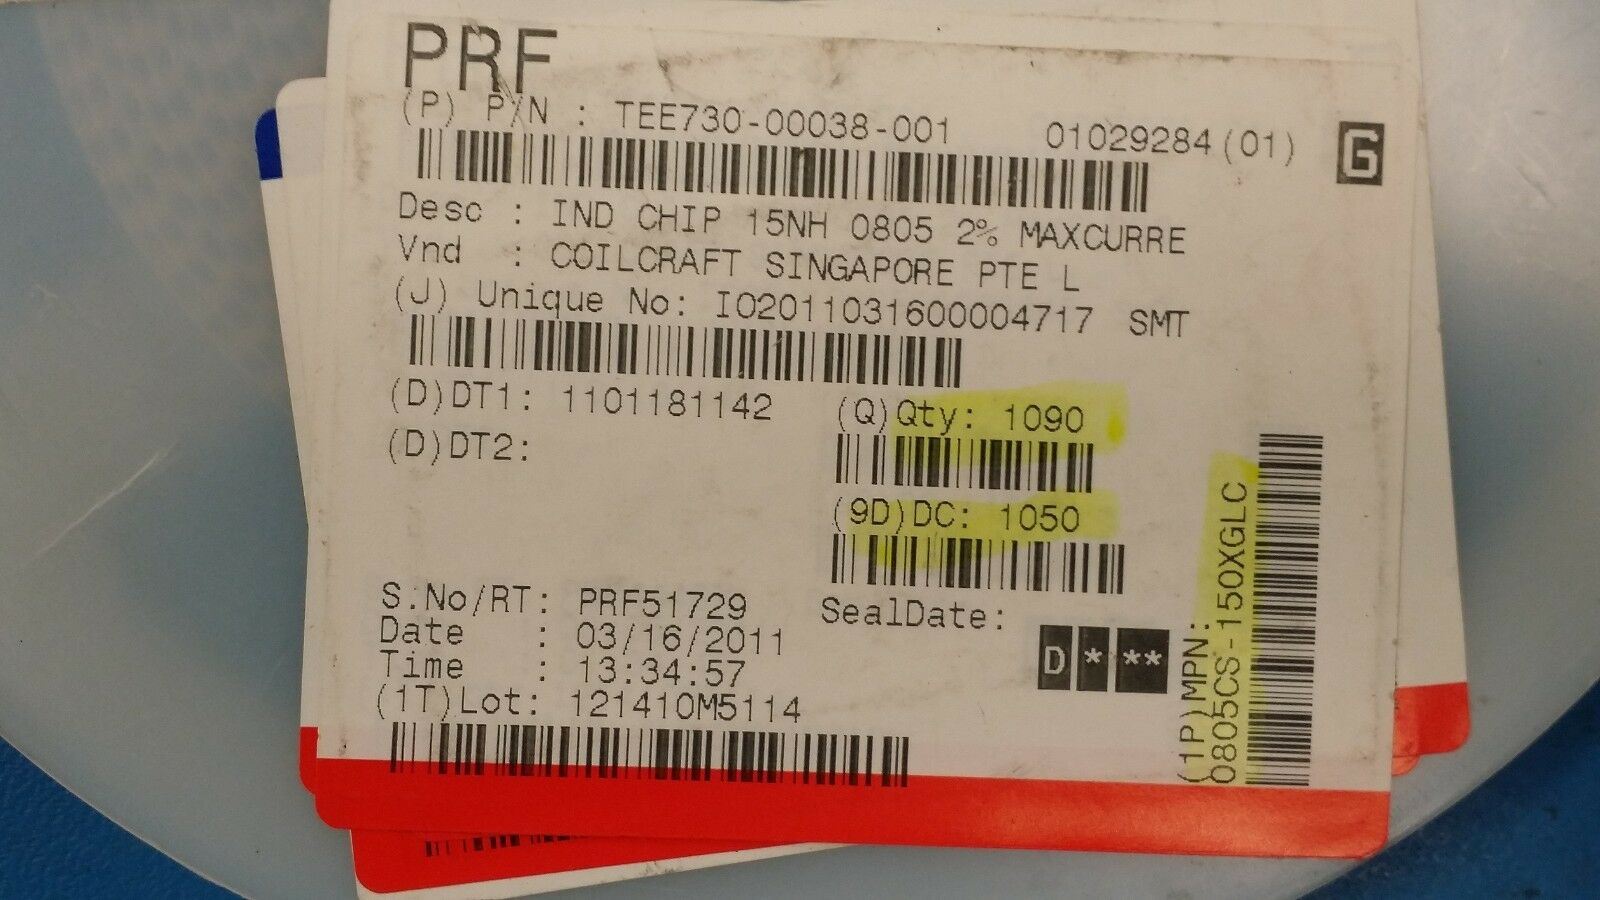 PRF
(P) P/N : TEE730-00038-001 01029284(01) G
Desc : IND CHIP 15NH 0805 2% MAXCURRE
Vnd : COILCRAFT SINGAPORE PTE L
(J) Unique No: IO2011031600004717 SMT
(D)DT1: 1101181142
(Q)Qty: 1090
(D)DT2:
(9D)DC: 1050
S.No/RT: PRF51729
SealDate:
Date : 03/16/2011
D * **
Time : 13:34:57
(1T)Lot: 121410M5114
(1P)MPN:
0805CS-150XGLC